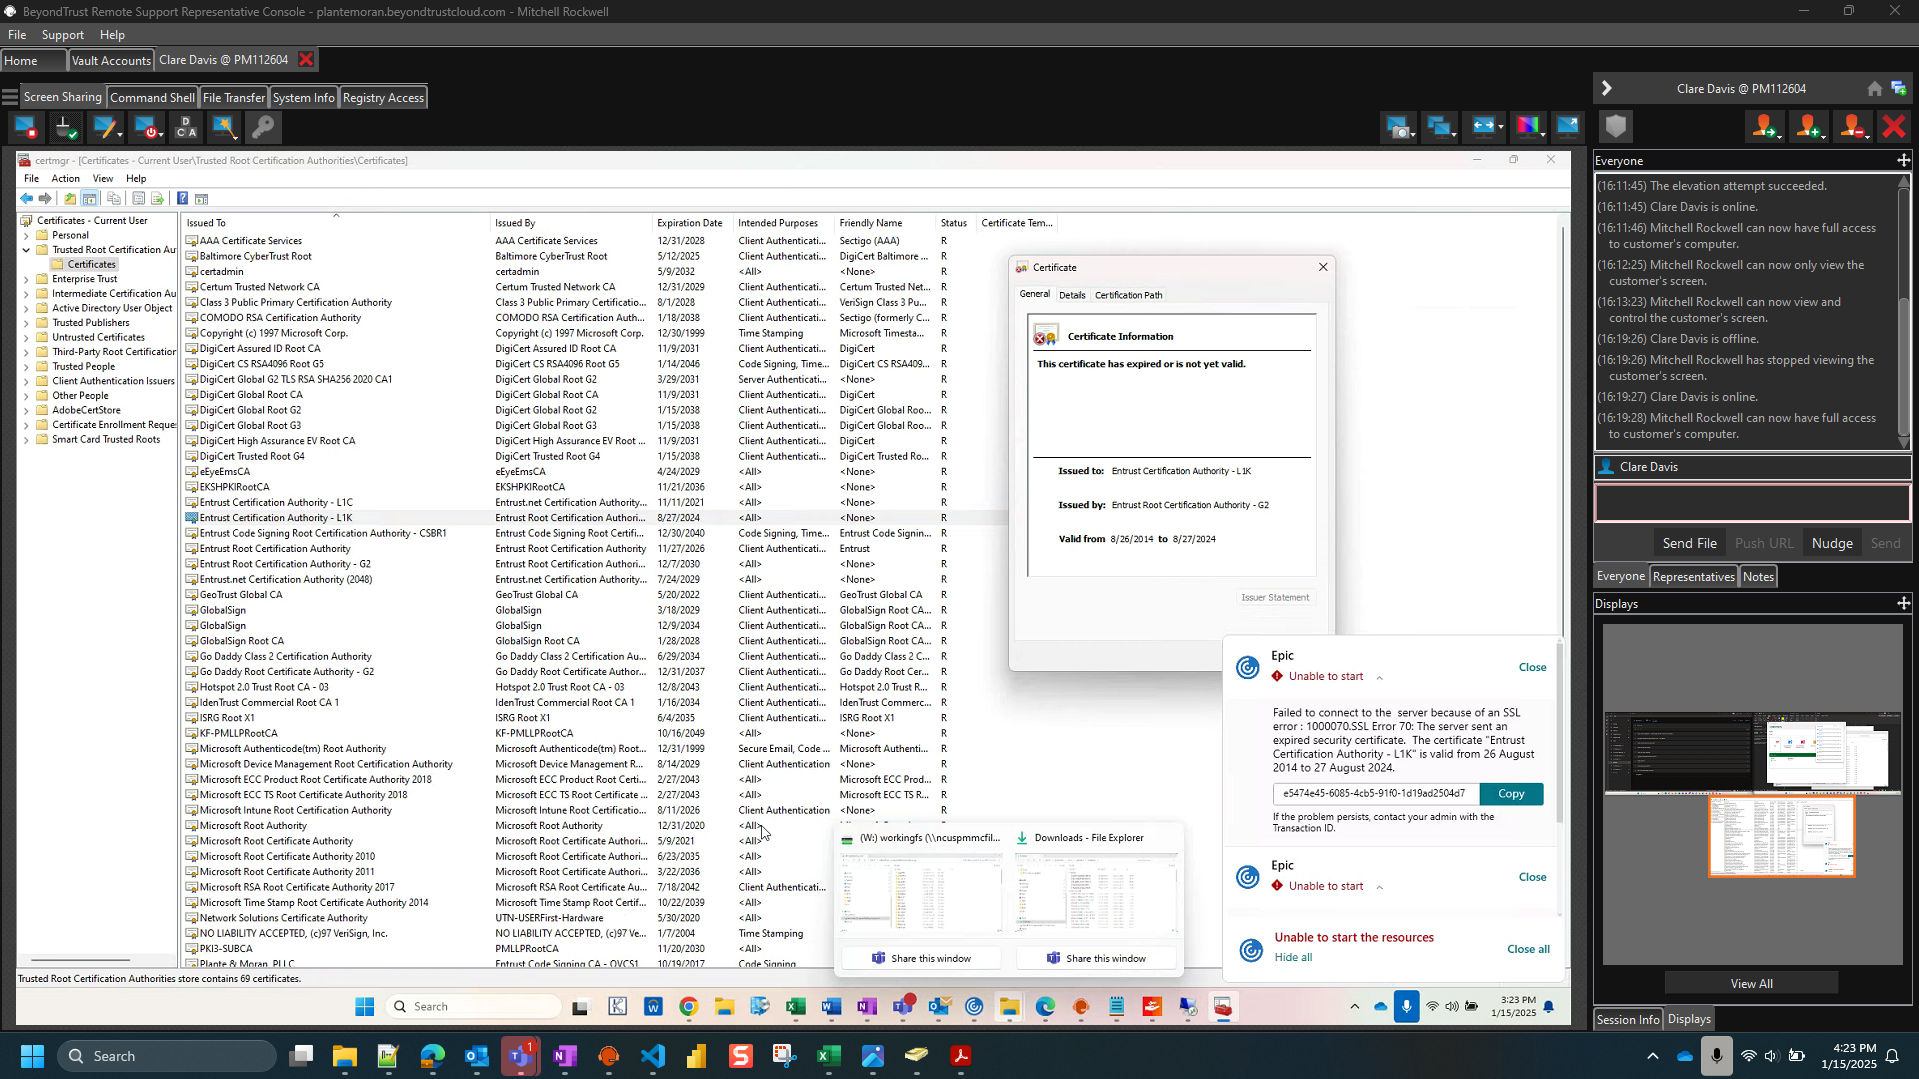 BeyondTrust Remote Support Representative Console - plantemoran.beyondtrustcloud.com - Mitchell Rockwell
File Support Help
Home Vault Accounts Clare Davis @ PM112604
Screen Sharing Command Shell File Transfer System Info Registry Access
certmgr - [Certificates - Current User\Trusted Root Certification Authorities\Certificates]
File Action View Help
Certificates - Current User
Personal
Trusted Root Certification Au
Certificates
Enterprise Trust
Intermediate Certification Au
Active Directory User Object
Trusted Publishers
Untrusted Certificates
Third-Party Root Certification
Trusted People
Client Authentication Issuers
Other People
AdobeCertStore
Certificate Enrollment Reques
Smart Card Trusted Roots
Issued To Issued By Expiration Date Intended Purposes Friendly Name Status Certificate Tem...
AAA Certificate Services AAA Certificate Services 12/31/2028 Client Authenticati... Sectigo (AAA) R
Baltimore CyberTrust Root Baltimore CyberTrust Root 5/12/2025 Client Authenticati... DigiCert Baltimore ... R
certadmin certadmin 5/9/2032 <All> <None> R
Certum Trusted Network CA Certum Trusted Network CA 12/31/2029 Client Authenticati... Certum Trusted Net... R
Class 3 Public Primary Certification Authority Class 3 Public Primary Certificatio... 8/1/2028 Client Authenticati... VeriSign Class 3 Pu... R
COMODO RSA Certification Authority COMODO RSA Certification Auth... 1/18/2038 Client Authenticati... Sectigo (formerly C... R
Copyright (c) 1997 Microsoft Corp. Copyright (c) 1997 Microsoft Corp. 12/30/1999 Time Stamping Microsoft Timesta... R
DigiCert Assured ID Root CA DigiCert Assured ID Root CA 11/9/2031 Client Authenticati... DigiCert R
DigiCert CS RSA4096 Root G5 DigiCert CS RSA4096 Root G5 1/14/2046 Code Signing, Time... DigiCert CS RSA409... R
DigiCert Global G2 TLS RSA SHA256 2020 CA1 DigiCert Global Root G2 3/29/2031 Server Authenticati... <None> R
DigiCert Global Root CA DigiCert Global Root CA 11/9/2031 Client Authenticati... DigiCert R
DigiCert Global Root G2 DigiCert Global Root G2 1/15/2038 Client Authenticati... DigiCert Global Roo... R
DigiCert Global Root G3 DigiCert Global Root G3 1/15/2038 Client Authenticati... DigiCert Global Roo... R
DigiCert High Assurance EV Root CA DigiCert High Assurance EV Root ... 11/9/2031 Client Authenticati... DigiCert R
DigiCert Trusted Root G4 DigiCert Trusted Root G4 1/15/2038 Client Authenticati... DigiCert Trusted Ro... R
eEyeEmsCA eEyeEmsCA 4/24/2029 <All> <None> R
EKSHPKIRootCA EKSHPKIRootCA 11/21/2036 <All> <None> R
Entrust Certification Authority - L1C Entrust.net Certification Authority... 11/11/2021 <All> <None> R
Entrust Certification Authority - L1K Entrust Root Certification Authori... 8/27/2024 <All> <None> R
Entrust Code Signing Root Certification Authority - CSBR1 Entrust Code Signing Root Certifi... 12/30/2040 Code Signing, Time... Entrust Code Signin... R
Entrust Root Certification Authority Entrust Root Certification Authority 11/27/2026 Client Authenticati... Entrust R
Entrust Root Certification Authority - G2 Entrust Root Certification Authori... 12/7/2030 <All> <None> R
Entrust.net Certification Authority (2048) Entrust.net Certification Authority... 7/24/2029 <All> <None> R
GeoTrust Global CA GeoTrust Global CA 5/20/2022 Client Authenticati... GeoTrust Global CA R
GlobalSign GlobalSign 3/18/2029 Client Authenticati... GlobalSign Root CA... R
GlobalSign GlobalSign 12/9/2034 Client Authenticati... GlobalSign Root CA... R
GlobalSign Root CA GlobalSign Root CA 1/28/2028 Client Authenticati... GlobalSign Root CA... R
Go Daddy Class 2 Certification Authority Go Daddy Class 2 Certification Au... 6/29/2034 Client Authenticati... Go Daddy Class 2 C... R
Go Daddy Root Certificate Authority - G2 Go Daddy Root Certificate Authori... 12/31/2037 Client Authenticati... Go Daddy Root Cer... R
Hotspot 2.0 Trust Root CA - 03 Hotspot 2.0 Trust Root CA - 03 12/8/2043 Client Authenticati... Hotspot 2.0 Trust R... R
IdenTrust Commercial Root CA 1 IdenTrust Commercial Root CA 1 1/16/2034 Client Authenticati... IdenTrust Commerci... R
ISRG Root X1 ISRG Root X1 6/4/2035 Client Authenticati... ISRG Root X1 R
KF-PMLLPRootCA KF-PMLLPRootCA 10/16/2049 <All> <None> R
Microsoft Authenticode(tm) Root Authority Microsoft Authenticode(tm) Root... 12/31/1999 Secure Email, Code ... Microsoft Authenti... R
Microsoft Device Management Root Certification Authority Microsoft Device Management R... 8/14/2029 Client Authentication <None> R
Microsoft ECC Product Root Certificate Authority 2018 Microsoft ECC Product Root Certi... 2/27/2043 <All> Microsoft ECC Prod... R
Microsoft ECC TS Root Certificate Authority 2018 Microsoft ECC TS Root Certificate ... 2/27/2043 <All> Microsoft ECC TS R... R
Microsoft Intune Root Certification Authority Microsoft Intune Root Certificatio... 8/11/2026 Client Authentication <None> R
Microsoft Root Authority Microsoft Root Authority 12/31/2020 <All>
Microsoft Root Certificate Authority Microsoft Root Certificate Authori... 5/9/2021 <All>
Microsoft Root Certificate Authority 2010 Microsoft Root Certificate Authori... 6/23/2035 <All>
Microsoft Root Certificate Authority 2011 Microsoft Root Certificate Authori... 3/22/2036 <All>
Microsoft RSA Root Certificate Authority 2017 Microsoft RSA Root Certificate Au... 7/18/2042 Client Authenticati...
Microsoft Time Stamp Root Certificate Authority 2014 Microsoft Time Stamp Root Certif... 10/22/2039 <All>
Network Solutions Certificate Authority UTN-USERFirst-Hardware 5/30/2020 <All>
NO LIABILITY ACCEPTED, (c)97 VeriSign, Inc. NO LIABILITY ACCEPTED, (c)97 Ve... 1/7/2004 Time Stamping
PKI3-SUBCA PMLLPRootCA 11/20/2030 <All>
Plante & Moran, PLLC Entrust Code Signing CA - OVCS1 10/19/2017 Code Signing
Trusted Root Certification Authorities store contains 69 certificates.
Certificate
General Details Certification Path
Certificate Information
This certificate has expired or is not yet valid.
Issued to: Entrust Certification Authority - L1K
Issued by: Entrust Root Certification Authority - G2
Valid from 8/26/2014 to 8/27/2024
Issuer Statement
Epic
Unable to start
Close
Failed to connect to the server because of an SSL
error : 1000070.SSL Error 70: The server sent an
expired security certificate. The certificate "Entrust
Certification Authority - L1K" is valid from 26 August
2014 to 27 August 2024.
e5474e45-6085-4cb5-91f0-1d19ad2504d7 Copy
If the problem persists, contact your admin with the
Transaction ID.
Epic
Unable to start
Close
Unable to start the resources
Hide all
Close all
(W:) workingfs (\\ncuspmmcfil... Downloads - File Explorer
Share this window Share this window
Search
3:23 PM
1/15/2025
Clare Davis @ PM112604
Everyone
(16:11:45) The elevation attempt succeeded.
(16:11:45) Clare Davis is online.
(16:11:46) Mitchell Rockwell can now have full access
to customer's computer.
(16:12:25) Mitchell Rockwell can now only view the
customer's screen.
(16:13:23) Mitchell Rockwell can now view and
control the customer's screen.
(16:19:26) Clare Davis is offline.
(16:19:26) Mitchell Rockwell has stopped viewing the
customer's screen.
(16:19:27) Clare Davis is online.
(16:19:28) Mitchell Rockwell can now have full access
to customer's computer.
Clare Davis
Send File Push URL Nudge Send
Everyone Representatives Notes
Displays
View All
Session Info Displays
Search
4:23 PM
1/15/2025